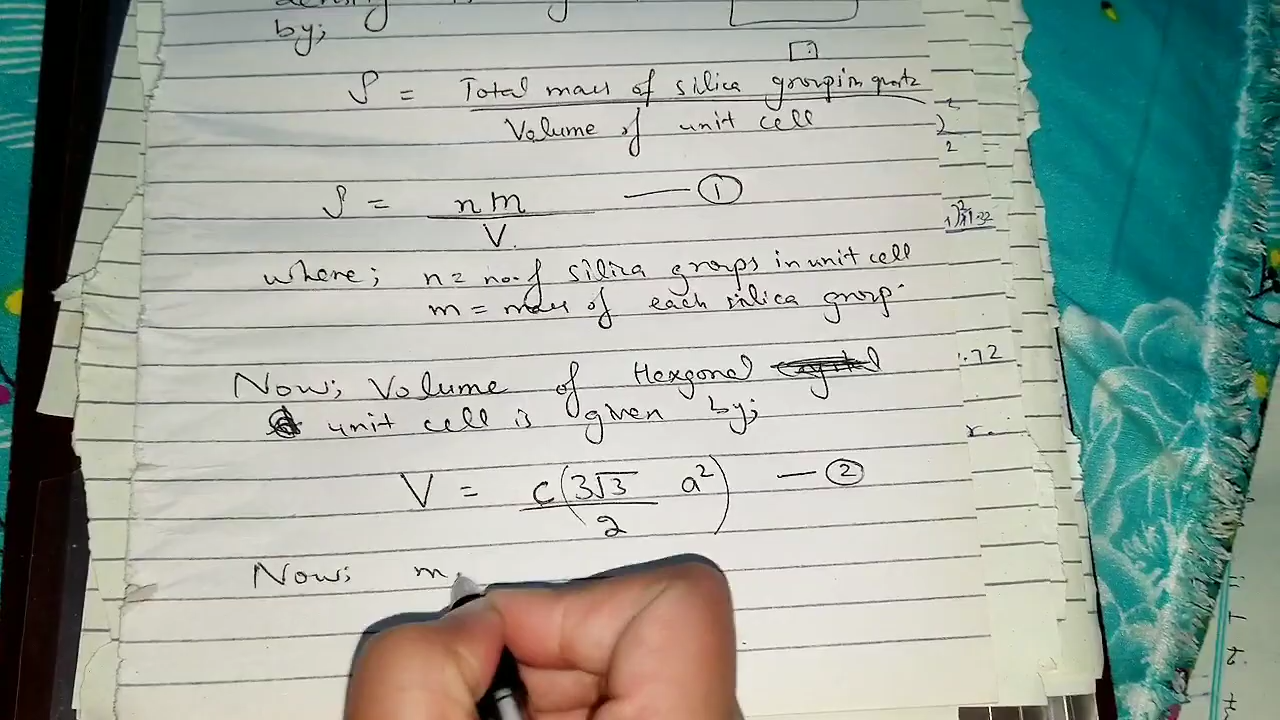 by;
ρ = Total mass of silica group in quartz
Volume of unit cell
ρ = n m — ①
V
where; n = no. of silica groups in unit cell
m = mass of each silica group.
Now; Volume of Hexgonal
unit cell is given by;
V = c(3√3 a²) — ②
2
Now; m